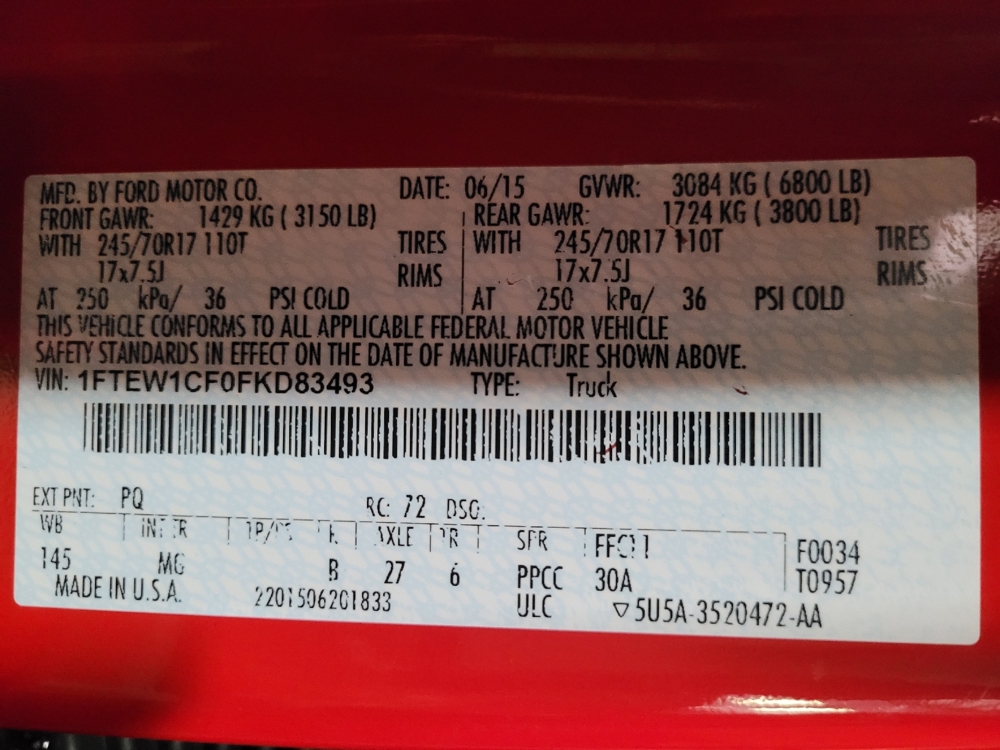 MFD. BY FORD MOTOR CO. DATE: 06/15 GVWR: 3084 KG ( 6800 LB)
FRONT GAWR: 1429 KG ( 3150 LB) REAR GAWR: 1724 KG ( 3800 LB)
WITH 245/70R17 110T TIRES WITH 245/70R17 110T TIRES
17x7.5J RIMS 17x7.5J RIMS
AT 250 kPa/ 36 PSI COLD AT 250 kPa/ 36 PSI COLD
THIS VEHICLE CONFORMS TO ALL APPLICABLE FEDERAL MOTOR VEHICLE
SAFETY STANDARDS IN EFFECT ON THE DATE OF MANUFACTURE SHOWN ABOVE.
VIN: 1FTEW1CF0FKD83493 TYPE: Truck
EXT PNT: PQ RC: 72 DSO:
WB INT TR AXLE TR SPR F0034
145 MG B 27 6 PPCC 30A T0957
MADE IN U.S.A. 2201506201833 ULC ▽5U5A-3520472-AA